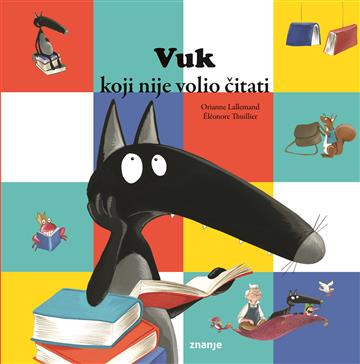 Vuk
koji nije volio čitati
Orianne Lallemand
Éléonore Thuillier
znanje